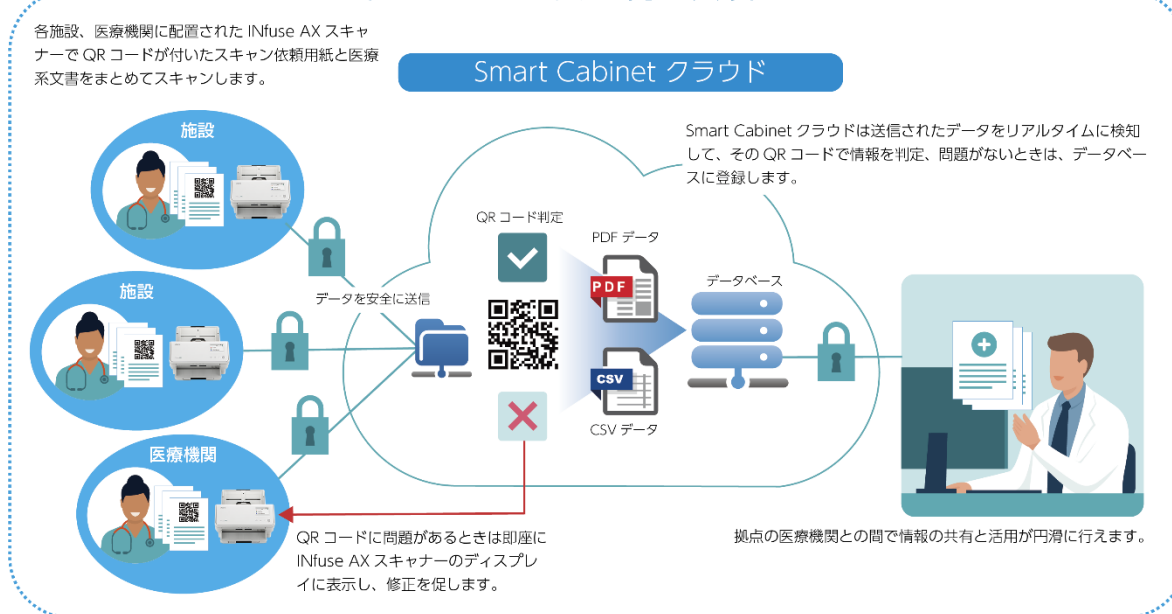 各施設、医療機関に配置された INfuse AX スキャ
ナーで QR コードが付いたスキャン依頼用紙と医療
系文書をまとめてスキャンします。
Smart Cabinet クラウド
施設
Smart Cabinet クラウドは送信されたデータをリアルタイムに検知
して、その QR コードで情報を判定、問題がないときは、データベー
スに登録します。
QR コード判定
PDF データ
PDF
データベース
施設
データを安全に送信
CSV
CSV データ
医療機関
QR コードに問題があるときは即座に
INfuse AX スキャナーのディスプレ
イに表示し、修正を促します。
拠点の医療機関との間で情報の共有と活用が円滑に行えます。